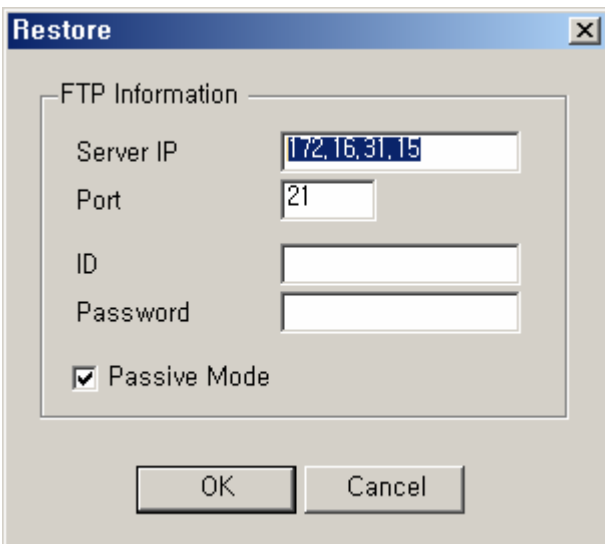 Restore
FTP Information
Server IP 172.16.31.15
Port 21
ID
Password
Passive Mode
OK Cancel